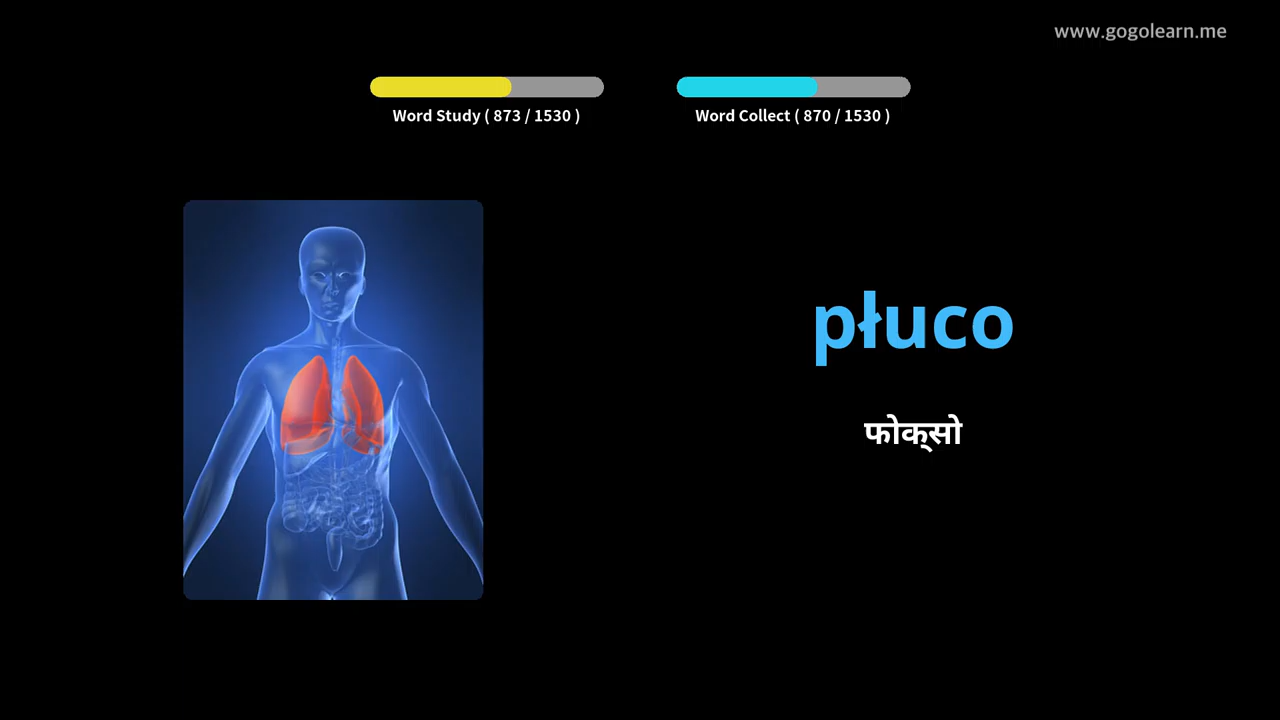 www.gogolearn.me
Word Study ( 873 / 1530 )
Word Collect ( 870 / 1530 )
płuco
फोक्सो